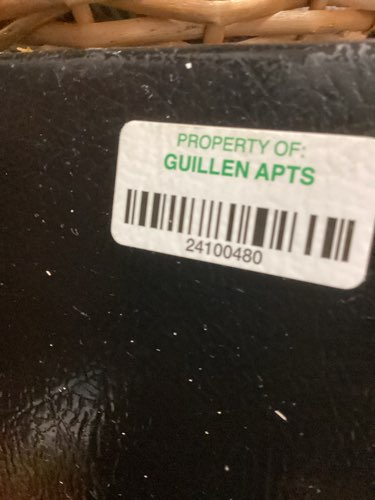 PROPERTY OF:
GUILLEN APTS
24100480